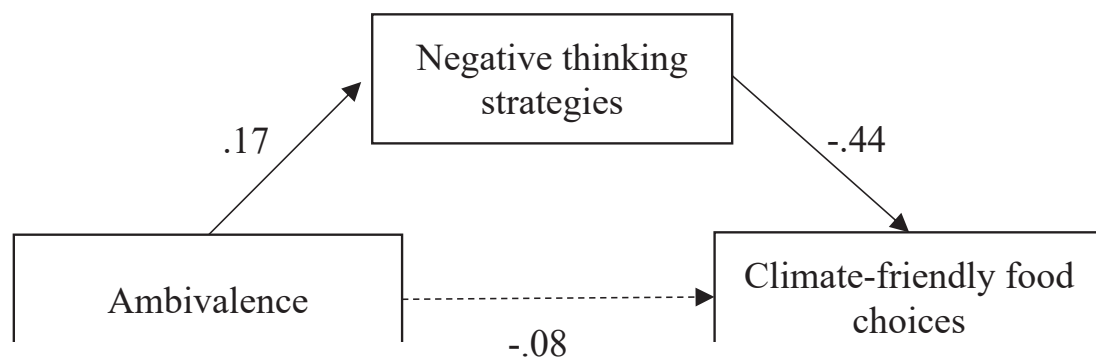 Negative thinking
strategies
.17
-.44
Ambivalence
Climate-friendly food
choices
-.08